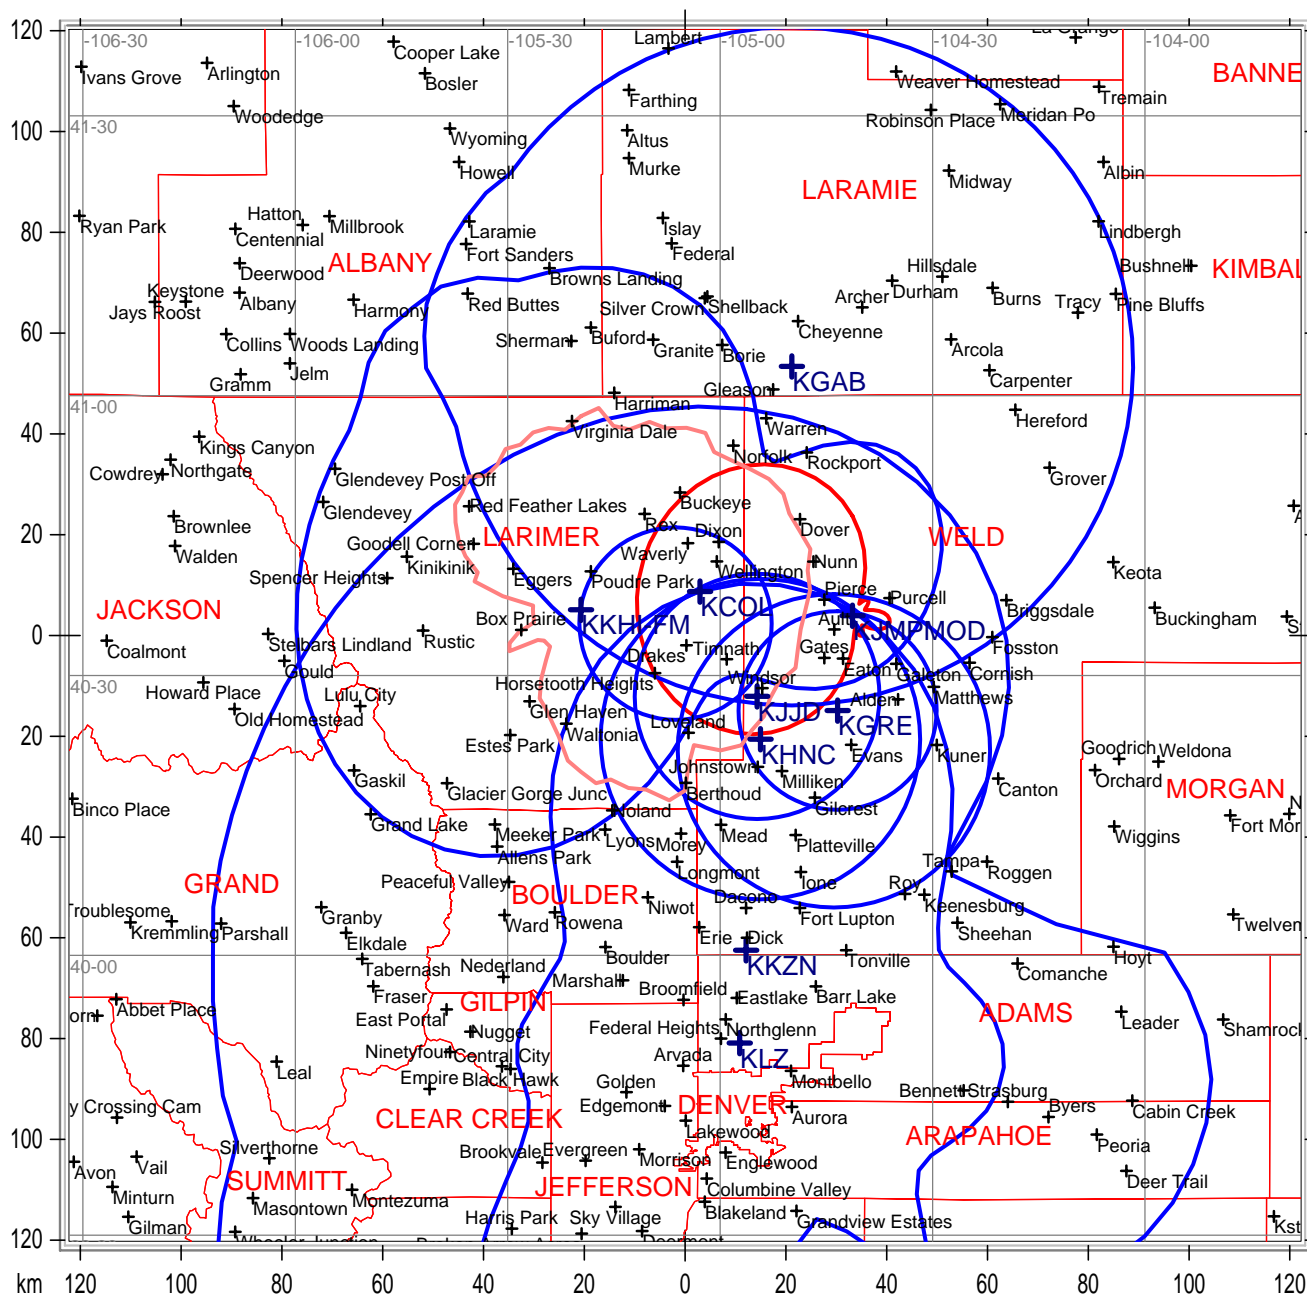 120
-106-30
-106-00
-105-30
Lambert
-105-00
-104-30
-104-00
Cooper Lake
Ivans Grove
Arlington
Bosler
Weaver Homestead
BANNE
Woodedge
Farthing
Tremain
Robinson Place
Moridan Po
41-30
100
Wyoming
Altus
Howell
Murke
Midway
Albin
LARAMIE
80
Ryan Park
Hatton
Millbrook
Centennial
Laramie
Islay
Lindbergh
Fort Sanders
Federal
ALBANY
Deerwood
Browns Landing
Hillsdale
Bushnell
KIMBAL
Keystone
Albany
Jays Roost
Harmony
Red Buttes
Silver Crown
Shellback
Archer
Durham
Burns
Tracy
Pine Bluffs
60
Collins
Woods Landing
Sherman
Buford
Granite
Borie
Cheyenne
Arcola
Jelm
Gramm
KGAB
Gleason
Carpenter
41-00
Harriman
Hereford
40
Virginia Dale
Warren
Kings Canyon
Norfolk
Rockport
Cowdrey
Northgate
Glendevey Post Off
Grover
Glendevey
Red Feather Lakes
Buckeye
Brownlee
Rex
Dixon
Dover
20
LARIMER
WELD
Walden
Goodell Corner
Waverly
Kinikinik
Wellington
Nunn
Spencer Heights
Eggers
Poudre Park
Keota
JACKSON
KCOL
Pierce
Purcell
Briggsdale
Buckingham
Box Prairie
KKHI-FM
Ault
KJMPMOD
0
Coalmont
Stelbars Lindland
Rustic
Timnath
Gates
Fosston
Gould
Drakes
Eaton
Galeton
Cornish
40-30
Howard Place
Lulu City
Horsetooth Heights
Windsor
Alden
Matthews
Old Homestead
Glen Haven
KJJD
KGRE
20
Estes Park
Waltonia
Loveland
KHNC
Evans
Kuner
Goodrich
Weldona
Gaskil
Johnstown
Milliken
Orchard
Binco Place
Glacier Gorge Junc
Berthoud
Canton
MORGAN
Grand Lake
Noland
Gilcrest
Fort Mor
40
Meeker Park
Lyons
Morey
Mead
Platteville
Wiggins
Allens Park
Longmont
Tampa
Roggen
GRAND
Peaceful Valley
BOULDER
Dacono
Ione
Roy
Keenesburg
Troublesome
Granby
Niwot
Twelven
Kremmling
Parshall
Ward
Rowena
Fort Lupton
Sheehan
60
Elkdale
Erie
Dick
Hoyt
40-00
Tabernash
Nederland
Boulder
KKZN
Tonville
Comanche
Fraser
Marshall
Broomfield
Eastlake
Barr Lake
Abbet Place
GILPIN
East Portal
ADAMS
Leader
Shamrock
80
Nugget
Federal Heights
Northglenn
Ninetyfour
Central City
Arvada
KLZ
Leal
Empire
Black Hawk
Golden
Montbello
Bennett
Strasburg
y Crossing Cam
CLEAR CREEK
Edgemont
DENVER
Aurora
Byers
Cabin Creek
100
Lakewood
ARAPAHOE
Peoria
Avon
Vail
Silverthorne
Brookvale
Evergreen
Morrison
Englewood
Minturn
SUMMITT
JEFFERSON
Columbine Valley
Deer Trail
Gilman
Masontown
Montezuma
Harris Park
Sky Village
Blakeland
Grandview Estates
Kst
120
km
120
100
80
60
40
20
0
20
40
60
80
100
120